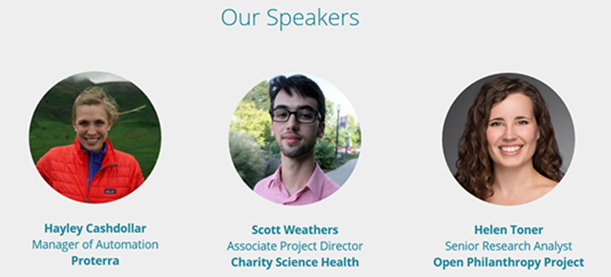 Our Speakers
Hayley Cashdollar
Manager of Automation
Proterra
Scott Weathers
Associate Project Director
Charity Science Health
Helen Toner
Senior Research Analyst
Open Philanthropy Project